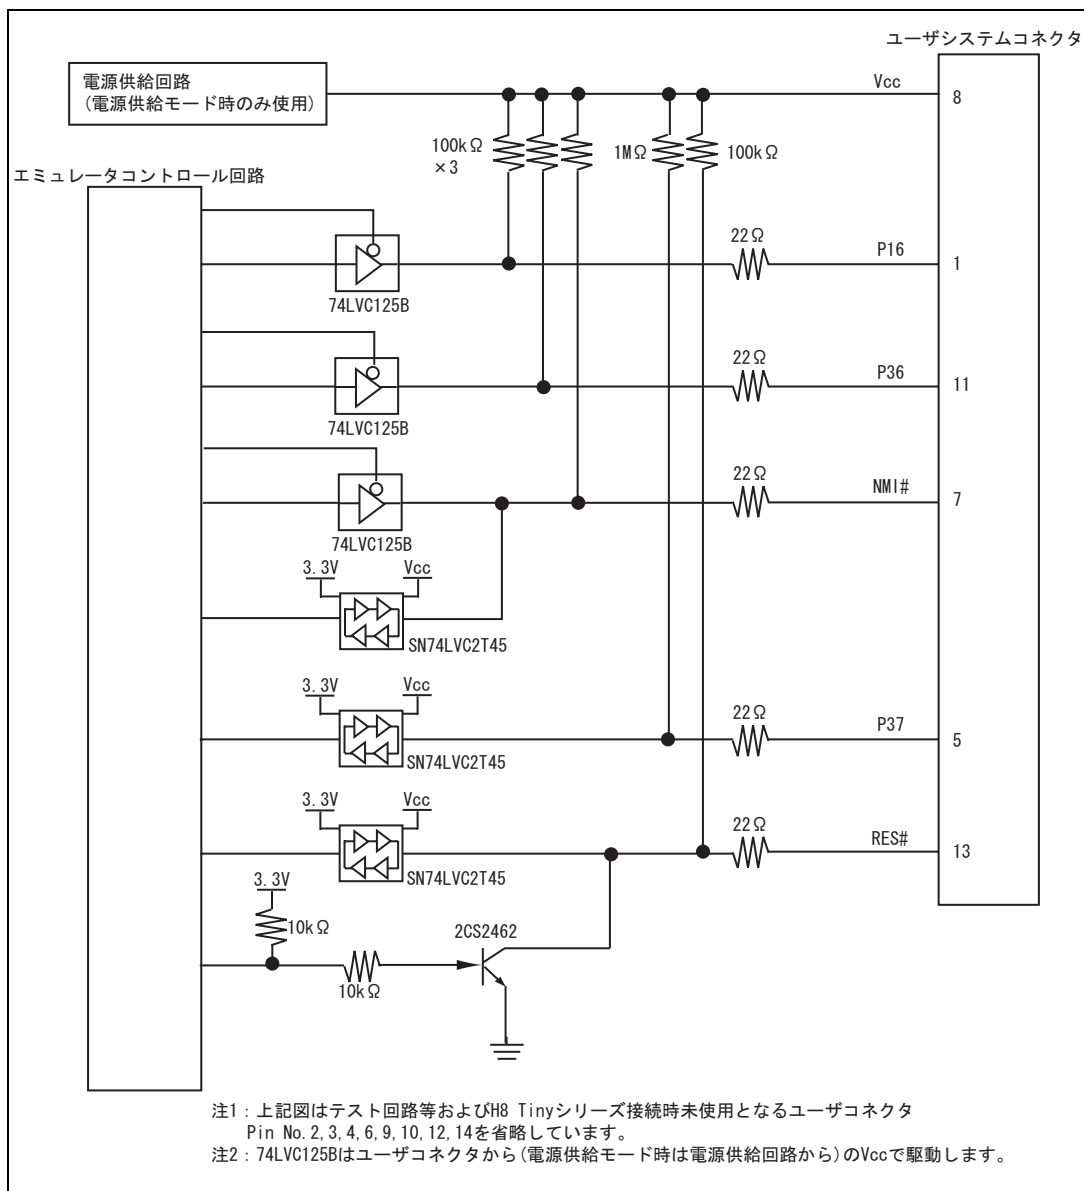 ユーザシステムコネクタ
電源供給回路
(電源供給モード時のみ使用)
Vcc
8
100kΩ
×3
1MΩ
100kΩ
エミュレータコントロール回路
22Ω
P16
1
74LVC125B
22Ω
P36
11
74LVC125B
22Ω
NMI#
7
74LVC125B
3.3V
Vcc
SN74LVC2T45
3.3V
Vcc
22Ω
P37
5
SN74LVC2T45
3.3V
Vcc
22Ω
RES#
13
SN74LVC2T45
3.3V
10kΩ
2CS2462
10kΩ
注1：上記図はテスト回路等およびH8 Tinyシリーズ接続時未使用となるユーザコネクタ
Pin No.2,3,4,6,9,10,12,14を省略しています。
注2：74LVC125Bはユーザコネクタから(電源供給モード時は電源供給回路から)のVccで駆動します。